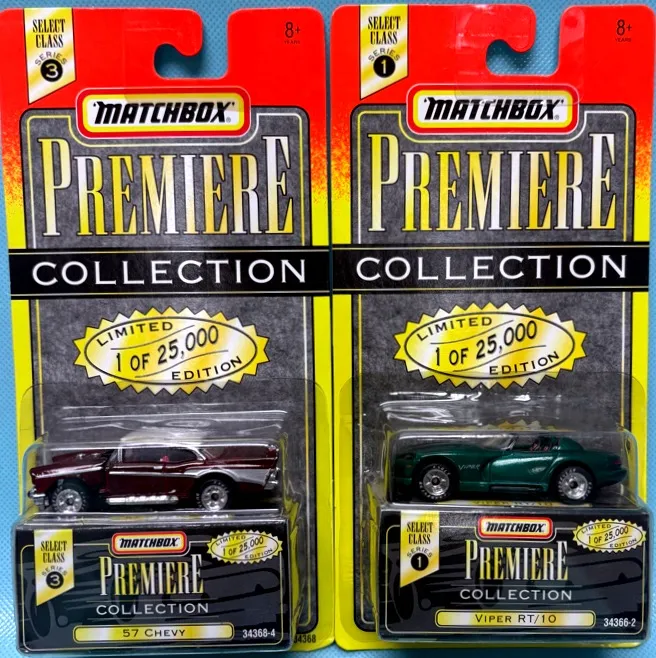 SELECT
CLASS
SERIES
3
8+
YEARS
MATCHBOX
PREMIERE
COLLECTION
LIMITED
1 OF 25,000
EDITION
SELECT
CLASS
SERIES
3
MATCHBOX
LIMITED
1 OF 25,000
EDITION
PREMIERE
COLLECTION
57 CHEVY
34368-4
34368
SELECT
CLASS
SERIES
1
8+
YEARS
MATCHBOX
PREMIERE
COLLECTION
LIMITED
1 OF 25,000
EDITION
VIPER
SELECT
CLASS
SERIES
1
MATCHBOX
LIMITED
1 OF 25,000
EDITION
PREMIERE
COLLECTION
VIPER RT/10
34366-2